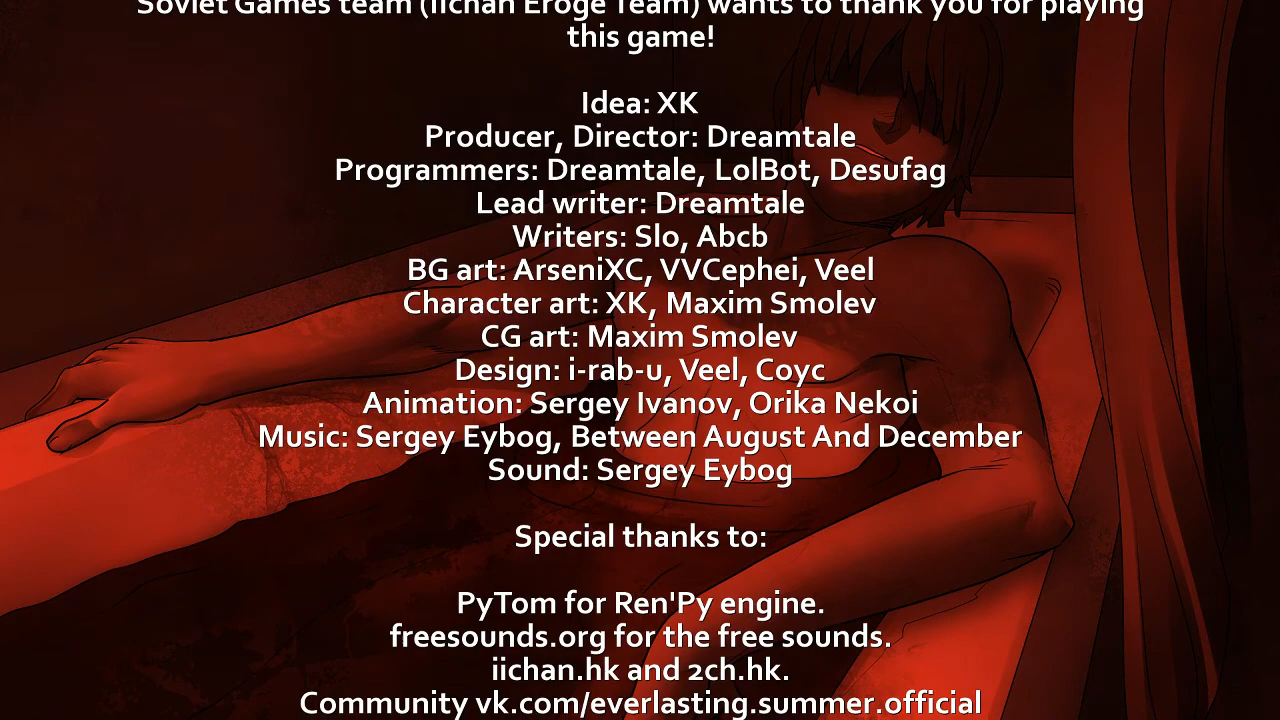 Soviet Games team (Iichan Eroge Team) wants to thank you for playing
this game!
Idea: XK
Producer, Director: Dreamtale
Programmers: Dreamtale, LolBot, Desufag
Lead writer: Dreamtale
Writers: Slo, Abcb
BG art: ArseniXC, VVCephei, Veel
Character art: XK, Maxim Smolev
CG art: Maxim Smolev
Design: i-rab-u, Veel, Coyc
Animation: Sergey Ivanov, Orika Nekoi
Music: Sergey Eybog, Between August And December
Sound: Sergey Eybog
Special thanks to:
PyTom for Ren'Py engine.
freesounds.org for the free sounds.
iichan.hk and 2ch.hk.
Community vk.com/everlasting.summer.official